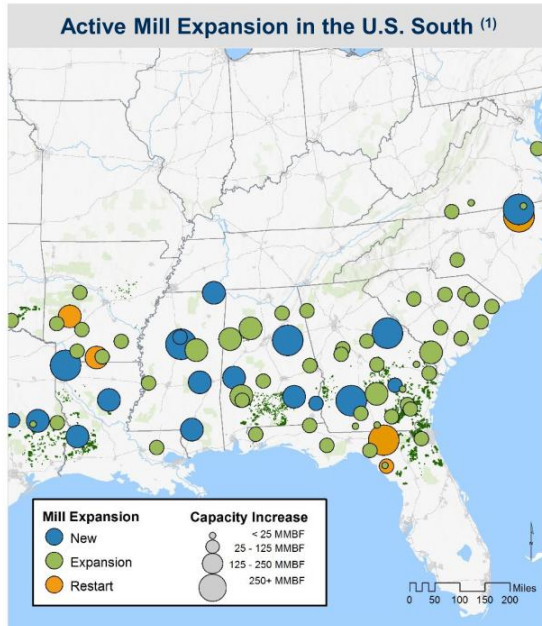 Active Mill Expansion in the U.S. South (1)
Mill Expansion
New
Expansion
Restart
Capacity Increase
< 25 MMBF
25 - 125 MMBF
125 - 250 MMBF
250+ MMBF
Miles
0 50 100 150 200